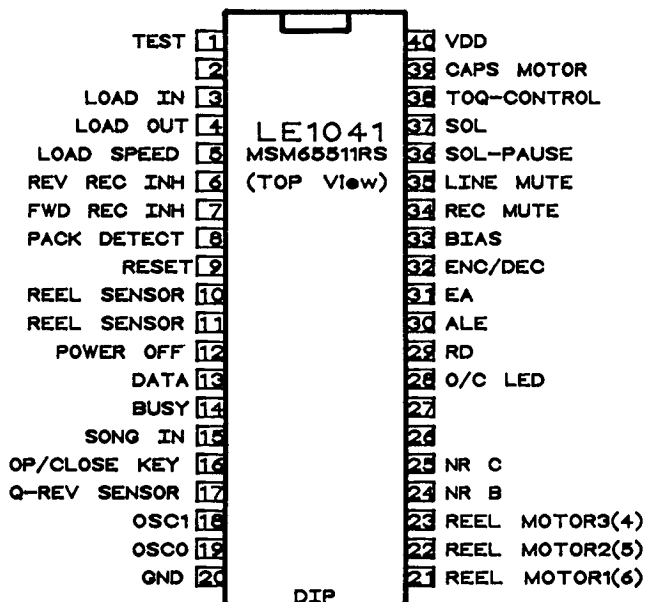 TEST 1 40 VDD
2 39 CAPS MOTOR
LOAD IN 3 38 TOQ-CONTROL
LOAD OUT 4 LE1041 37 SOL
LOAD SPEED 5 MSM65511RS 36 SOL-PAUSE
REV REC INH 6 (TOP View) 35 LINE MUTE
FWD REC INH 7 34 REC MUTE
PACK DETECT 8 33 BIAS
RESET 9 32 ENC/DEC
REEL SENSOR 10 31 EA
REEL SENSOR 11 30 ALE
POWER OFF 12 29 RD
DATA 13 28 O/C LED
BUSY 14 27
SONG IN 15 26
OP/CLOSE KEY 16 25 NR C
Q-REV SENSOR 17 24 NR B
OSC1 18 23 REEL MOTOR3(4)
OSC0 19 22 REEL MOTOR2(5)
GND 20 21 REEL MOTOR1(6)
DIP